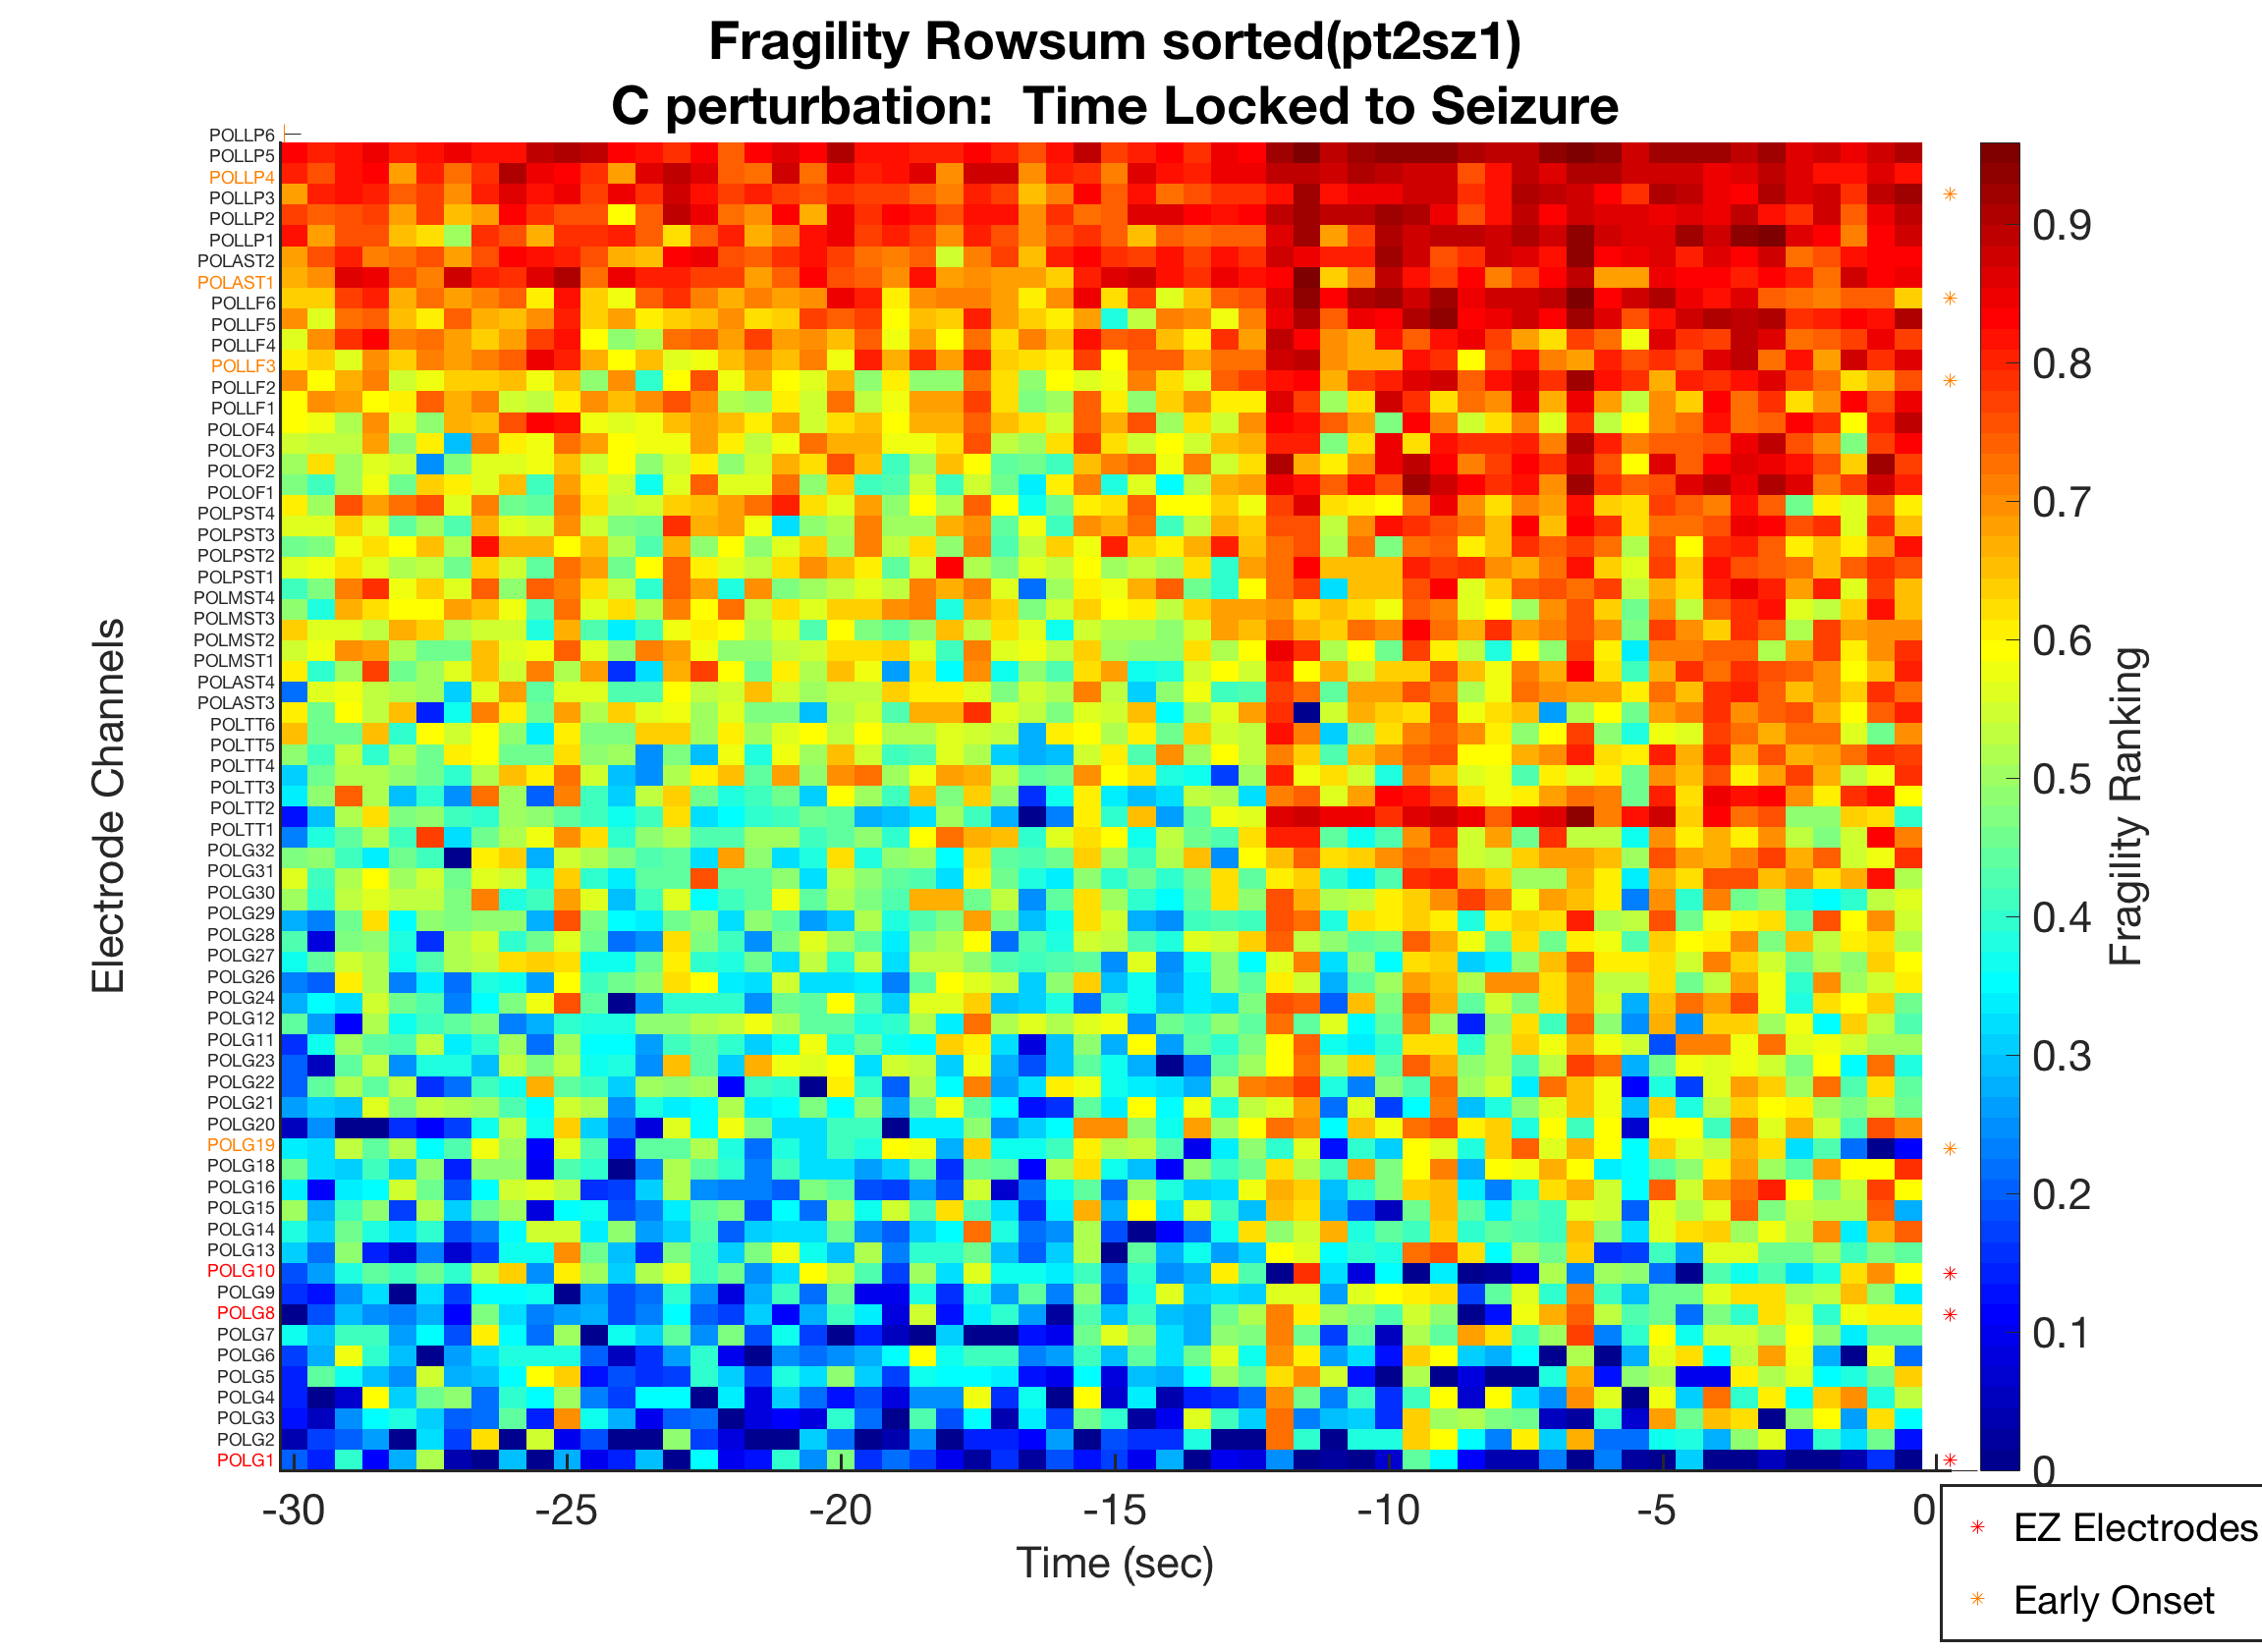 Fragility Rowsum sorted(pt2sz1)
C perturbation:  Time Locked to Seizure
Electrode Channels
POLLP6
POLLP5
POLLP4
POLLP3
POLLP2
POLLP1
POLAST2
POLAST1
POLLF6
POLLF5
POLLF4
POLLF3
POLLF2
POLLF1
POLOF4
POLOF3
POLOF2
POLOF1
POLPST4
POLPST3
POLPST2
POLPST1
POLMST4
POLMST3
POLMST2
POLMST1
POLAST4
POLAST3
POLTT6
POLTT5
POLTT4
POLTT3
POLTT2
POLTT1
POLG32
POLG31
POLG30
POLG29
POLG28
POLG27
POLG26
POLG24
POLG12
POLG11
POLG23
POLG22
POLG21
POLG20
POLG19
POLG18
POLG16
POLG15
POLG14
POLG13
POLG10
POLG9
POLG8
POLG7
POLG6
POLG5
POLG4
POLG3
POLG2
POLG1
-30 -25 -20 -15 -10 -5 0
Time (sec)
0.9
0.8
0.7
0.6
0.5
0.4
0.3
0.2
0.1
0
Fragility Ranking
EZ Electrodes
Early Onset